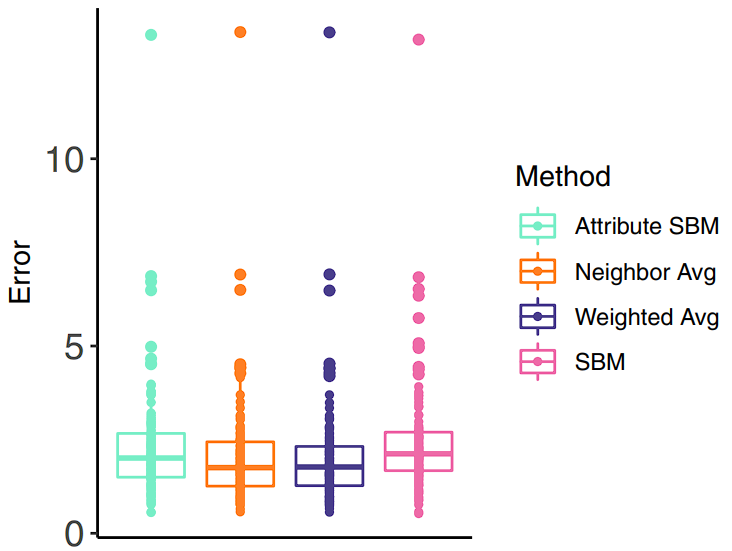 Error
10
5
0
Method
Attribute SBM
Neighbor Avg
Weighted Avg
SBM